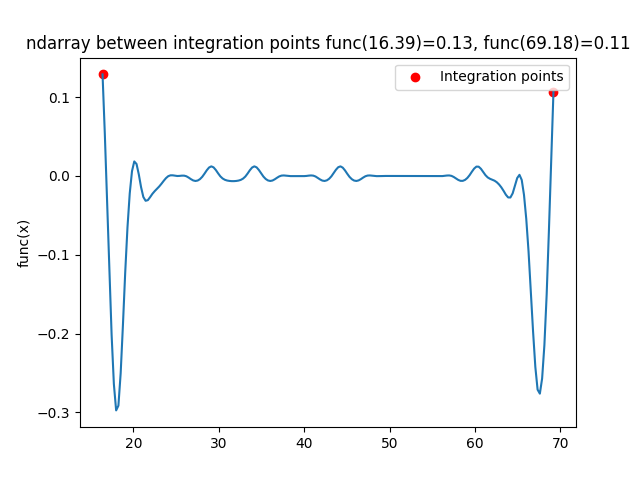 ndarray between integration points func(16.39)=0.13, func(69.18)=0.11
Integration points
func(x)
0.1
0.0
−0.1
−0.2
−0.3
20 30 40 50 60 70